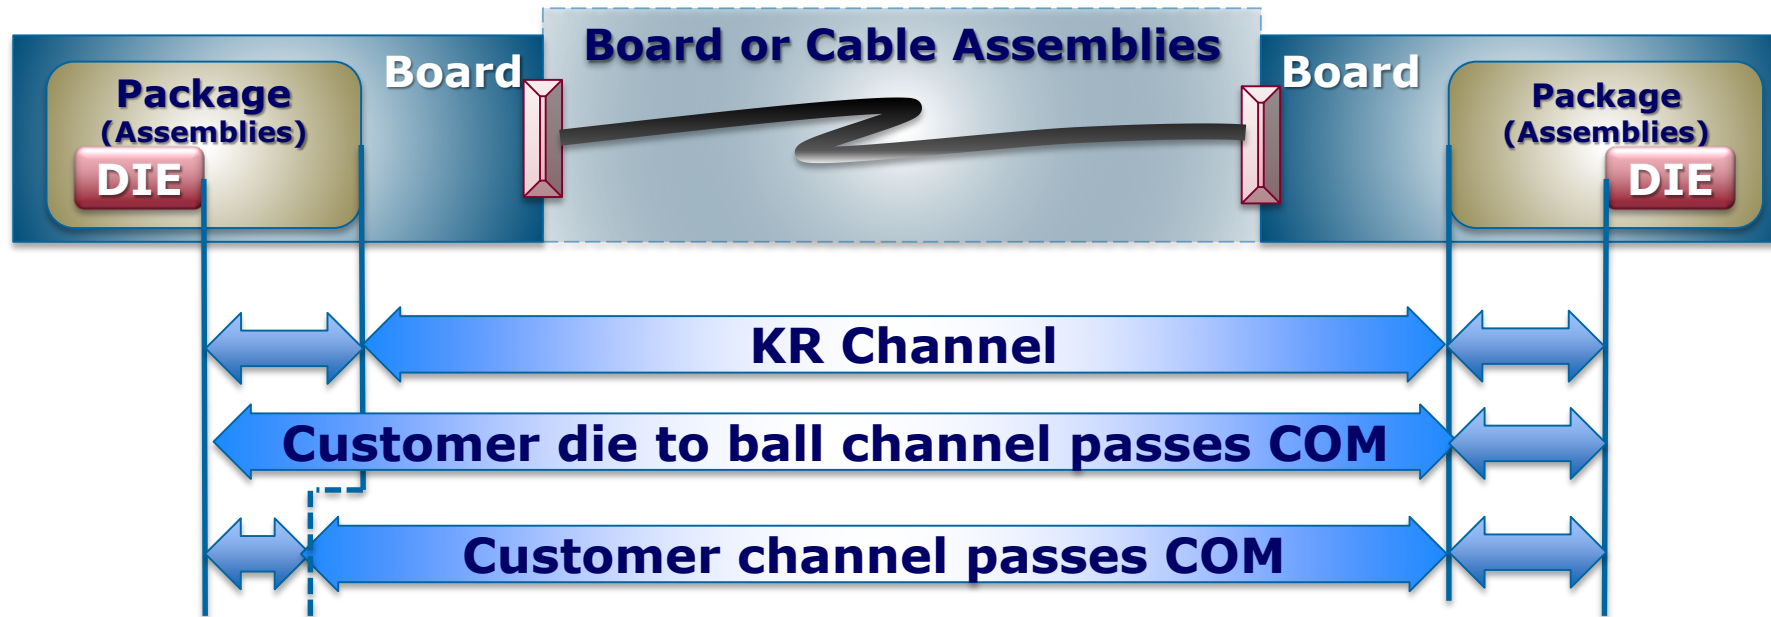 Board or Cable Assemblies
Board
Board
Package
(Assemblies)
DIE
Package
(Assemblies)
DIE
KR Channel
Customer die to ball channel passes COM
Customer channel passes COM